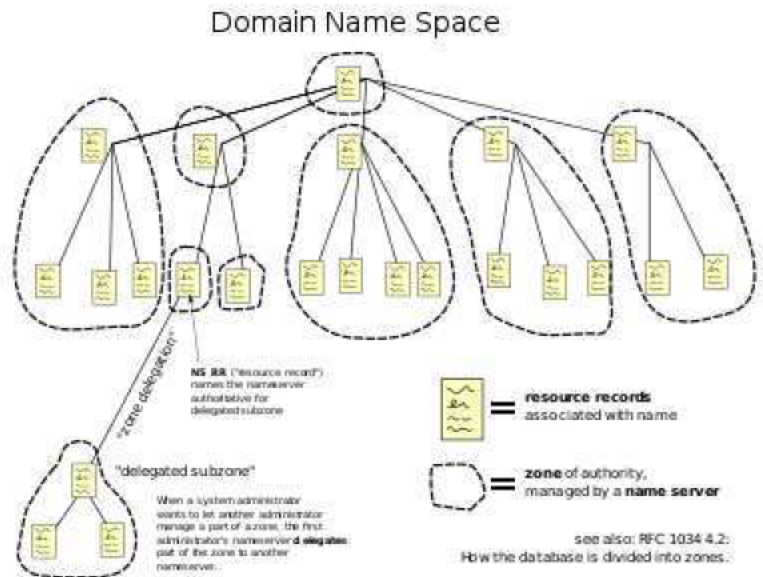 Domain Name Space
"zone delegation"
NS RR ("resource record")
names the nameserver
authoritative for
delegated subzone
"delegated subzone"
When a system administrator
wants to let another administrator
manage a part of a zone, the first
administrator's nameserver delegates
part of the zone to another
nameserver.
resource records
associated with name
zone of authority,
managed by a name server
see also: RFC 1034 4.2:
How the database is divided into zones.